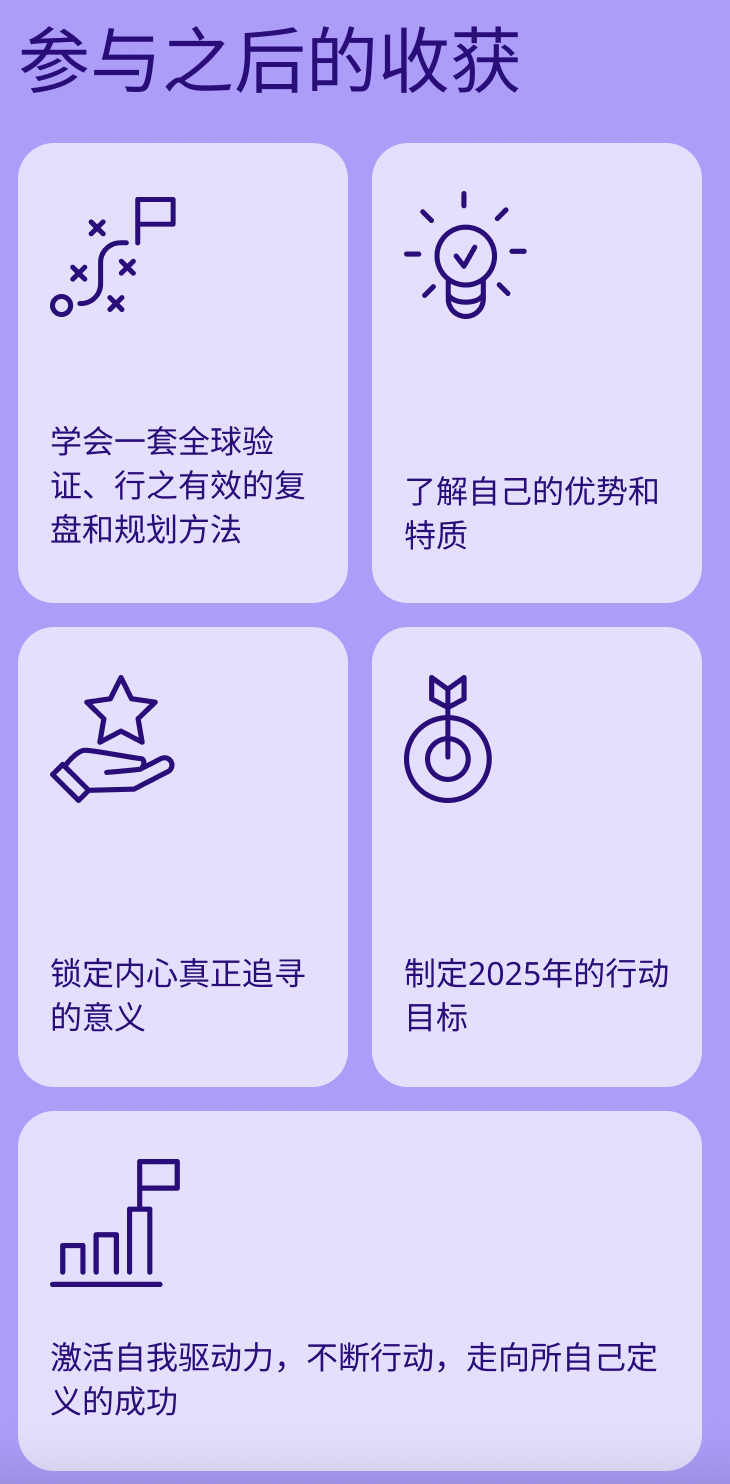 参与之后的收获
学会一套全球验
证、行之有效的复
盘和规划方法
了解自己的优势和
特质
锁定内心真正追寻
的意义
制定2025年的行动
目标
激活自我驱动力，不断行动，走向所自己定
义的成功